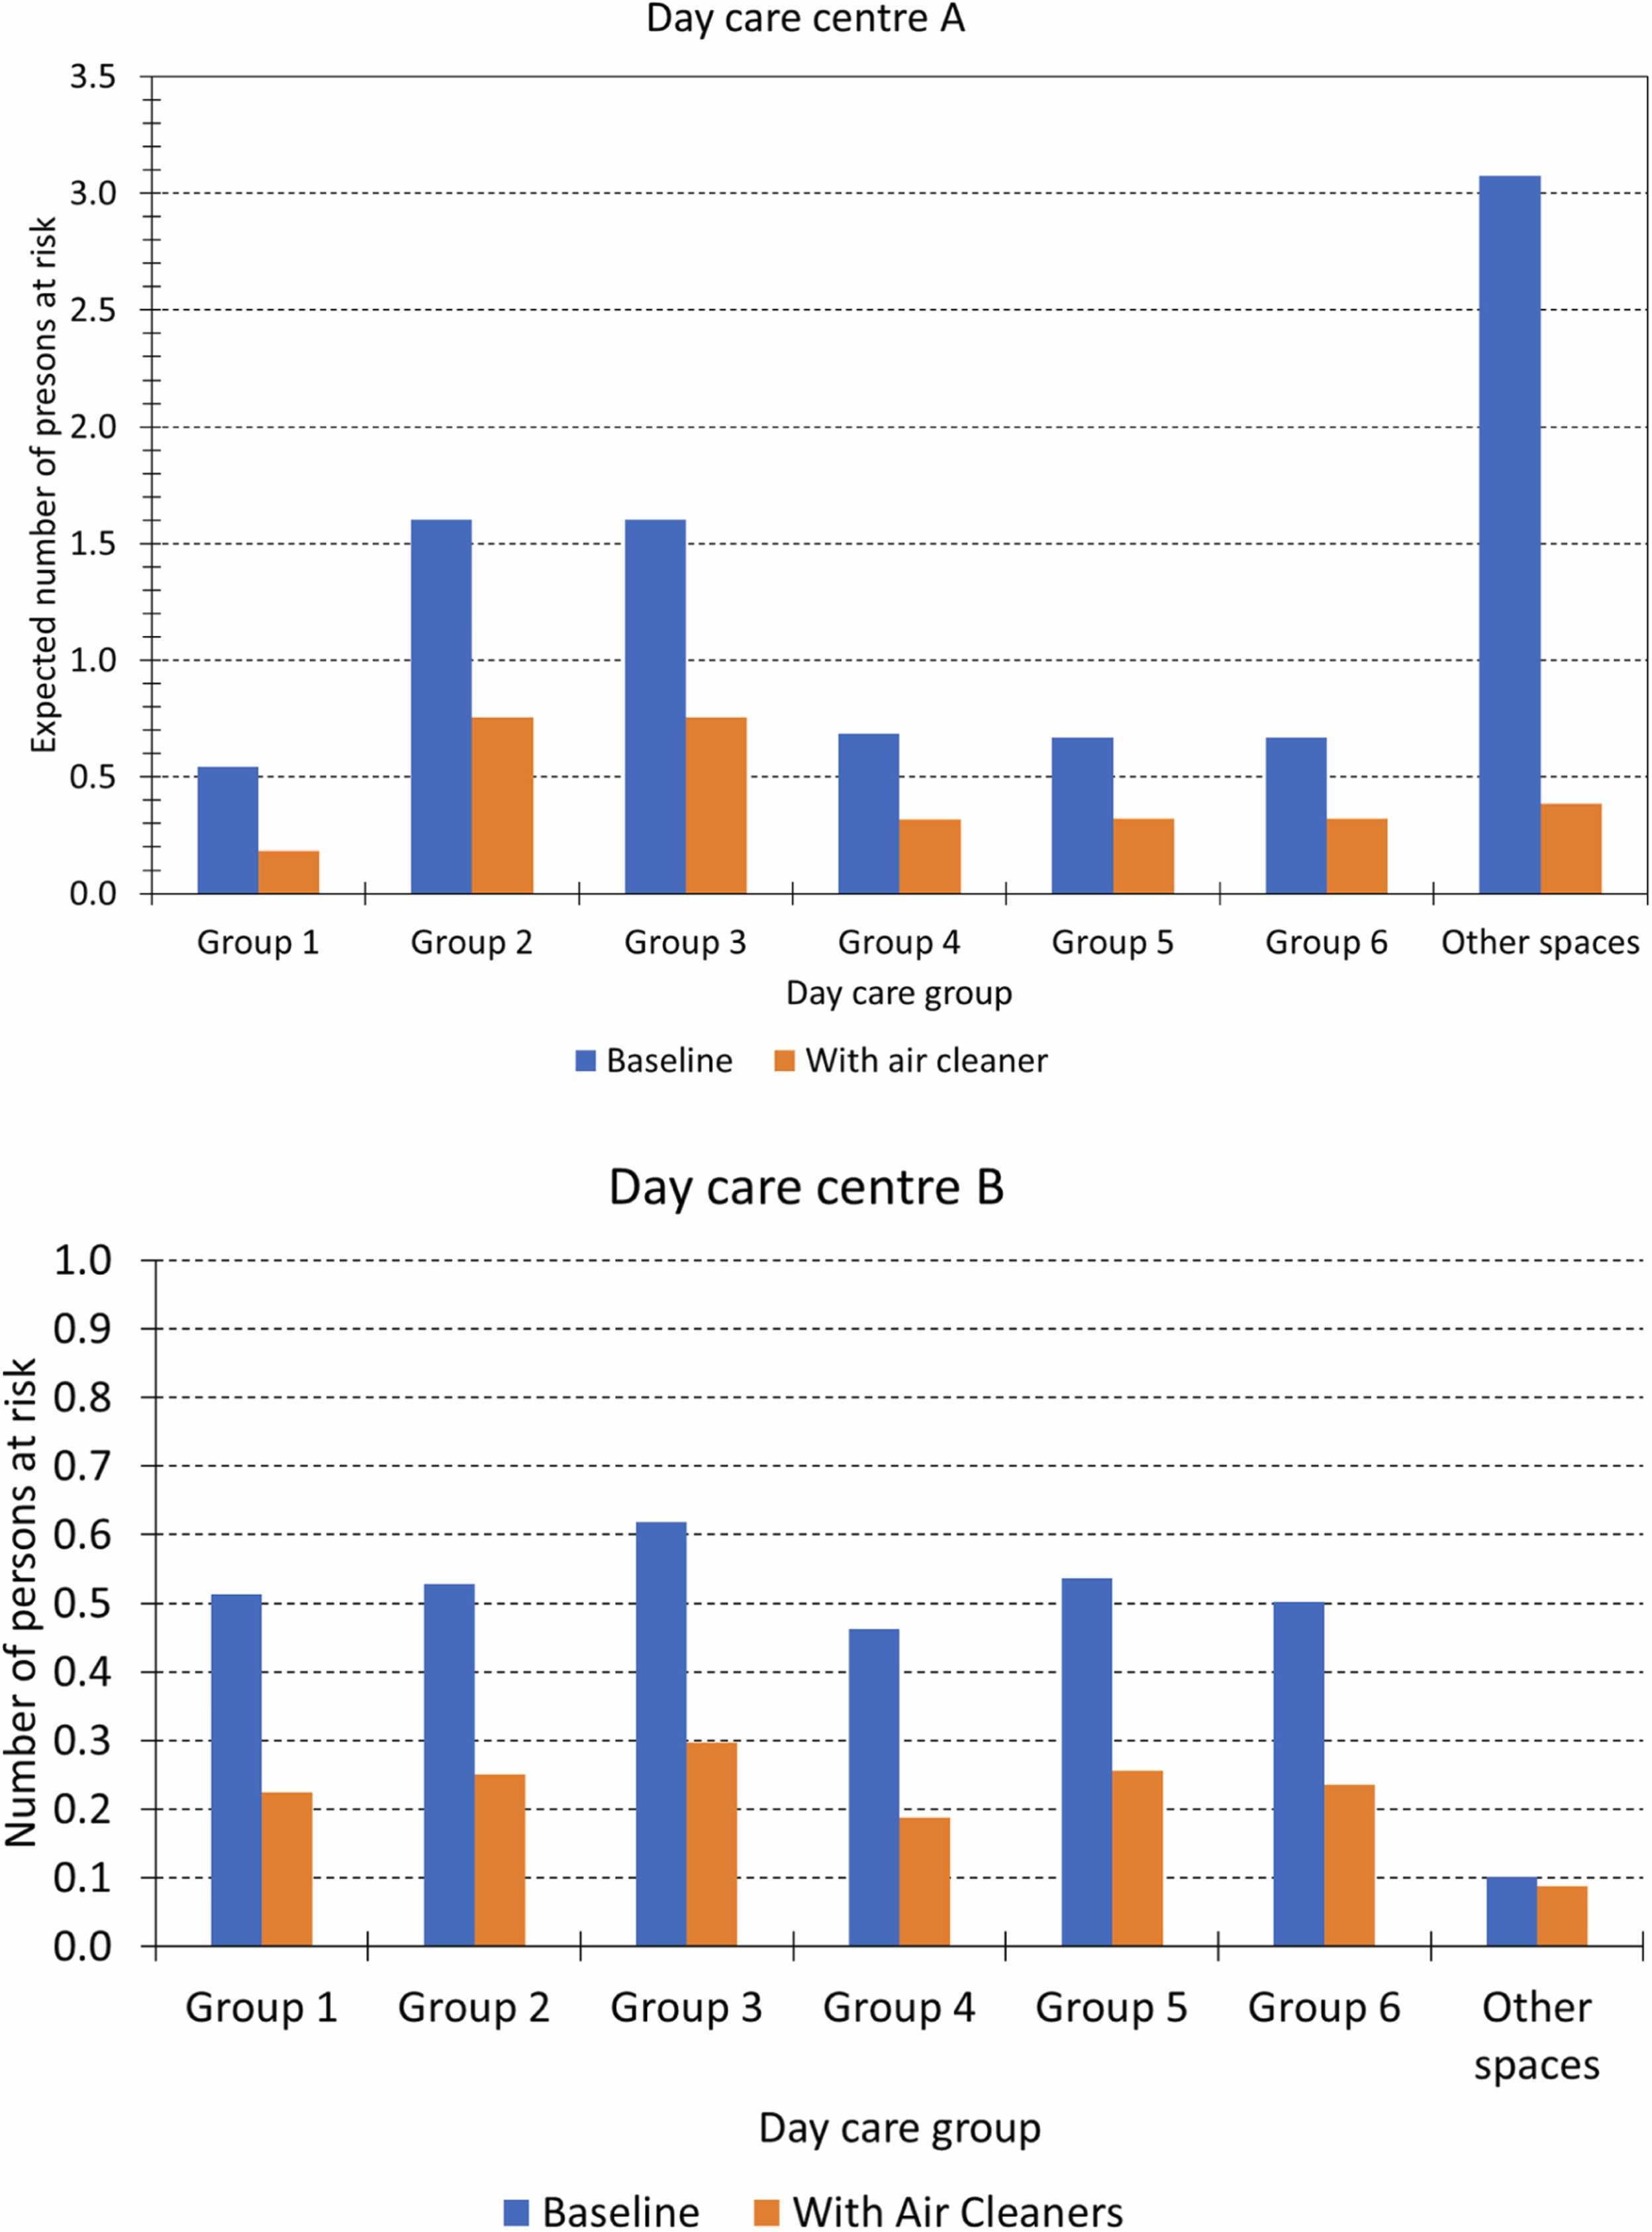 Day care centre A
3.5
3.0
2.5
2.0
1.5
1.0
0.5
0.0
Expected number of presons at risk
Group 1 Group 2 Group 3 Group 4 Group 5 Group 6 Other spaces
Day care group
Baseline With air cleaner
Day care centre B
1.0
0.9
0.8
0.7
0.6
0.5
0.4
0.3
0.2
0.1
0.0
Number of persons at risk
Group 1 Group 2 Group 3 Group 4 Group 5 Group 6 Other
spaces
Day care group
Baseline With Air Cleaners